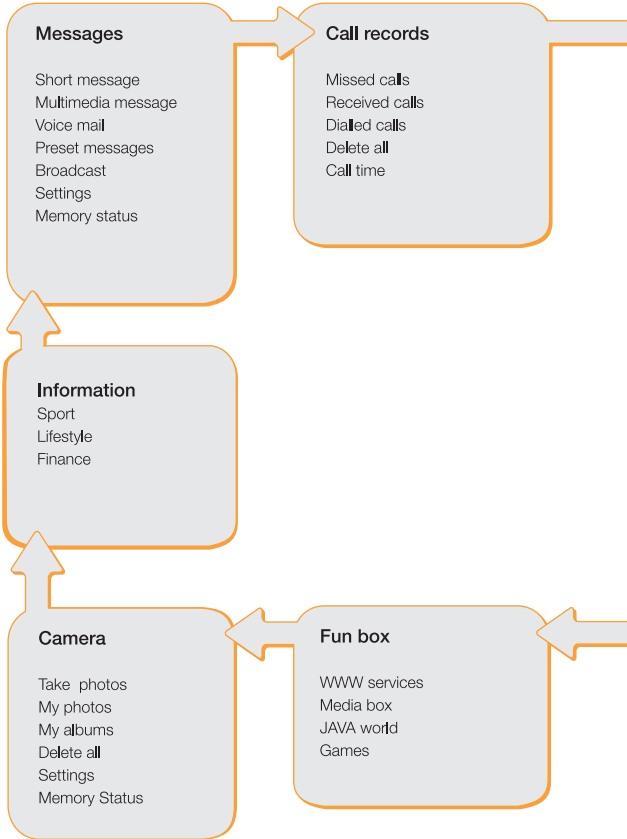 Messages
Short message
Multimedia message
Voice mail
Preset messages
Broadcast
Settings
Memory status
Call records
Missed calls
Received calls
Dialled calls
Delete all
Call time
Information
Sport
Lifestyle
Finance
Camera
Take photos
My photos
My albums
Delete all
Settings
Memory Status
Fun box
WWW services
Media box
JAVA world
Games